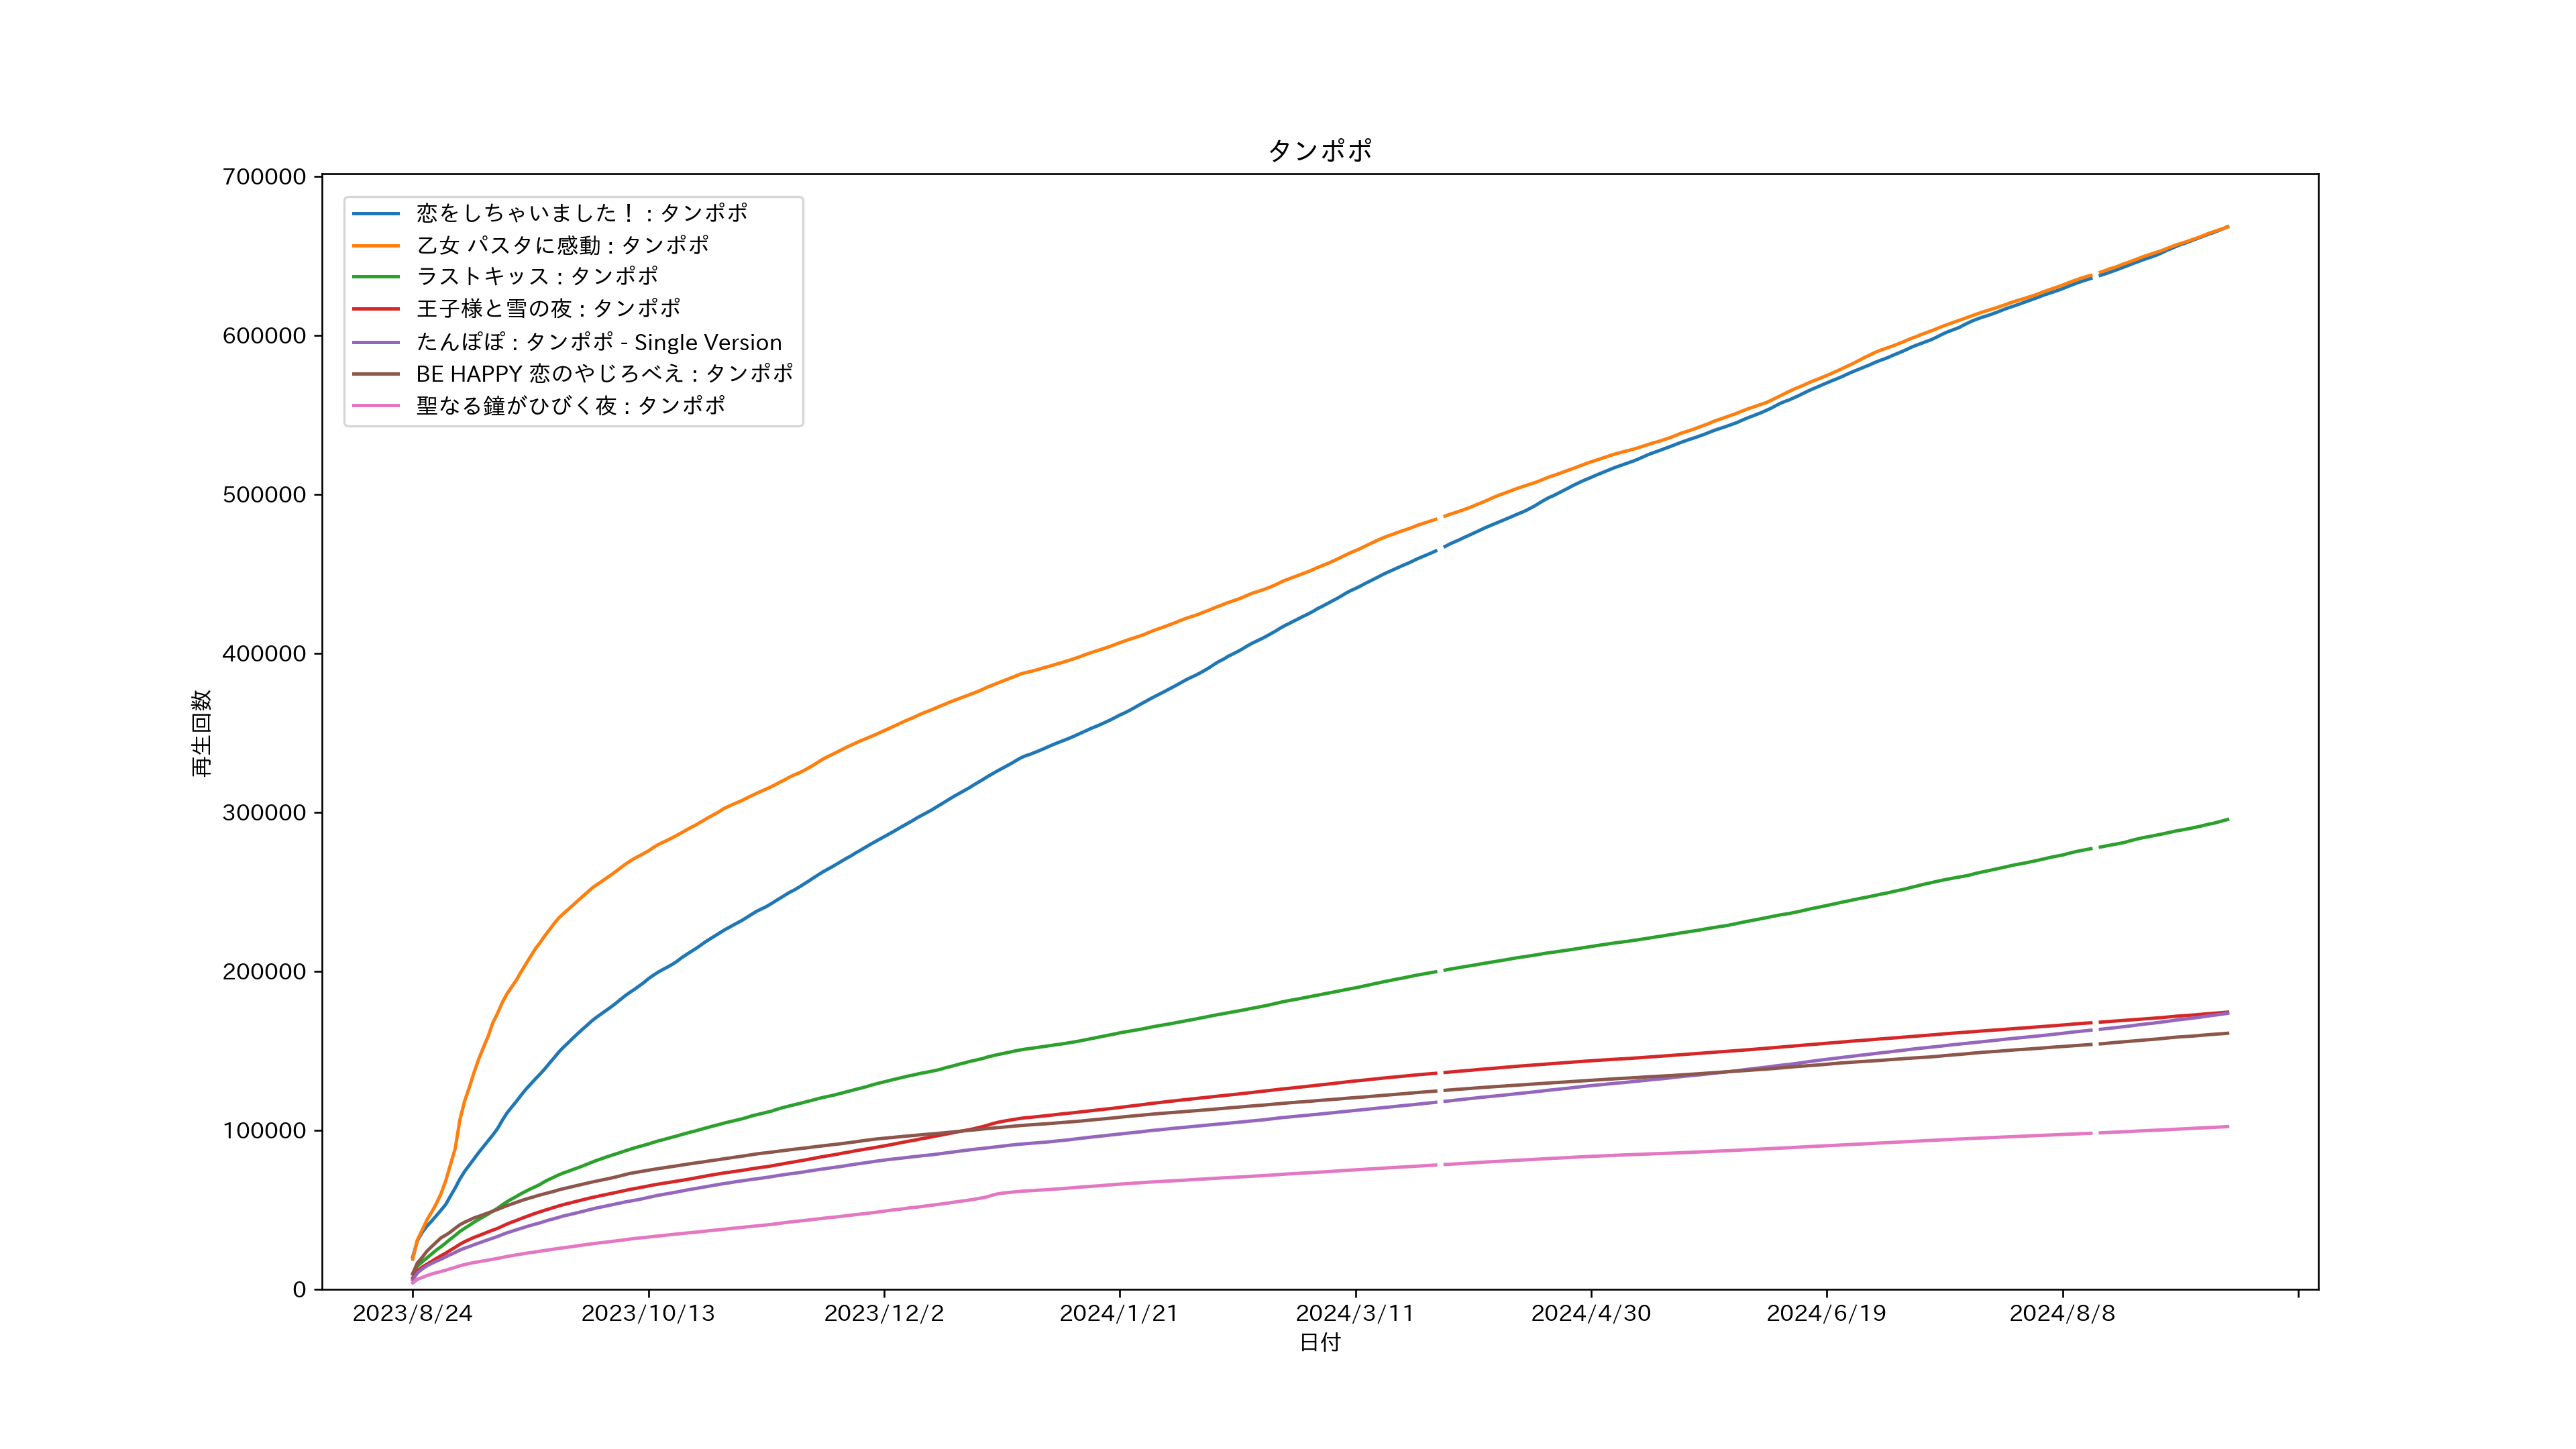 タンポポ
700000
600000
500000
400000
300000
200000
100000
0
再生回数
恋をしちゃいました！ : タンポポ
乙女 パスタに感動 : タンポポ
ラストキッス : タンポポ
王子様と雪の夜 : タンポポ
たんぽぽ : タンポポ - Single Version
BE HAPPY 恋のやじろべえ : タンポポ
聖なる鐘がひびく夜 : タンポポ
2023/8/24 2023/10/13 2023/12/2 2024/1/21 2024/3/11 2024/4/30 2024/6/19 2024/8/8
日付